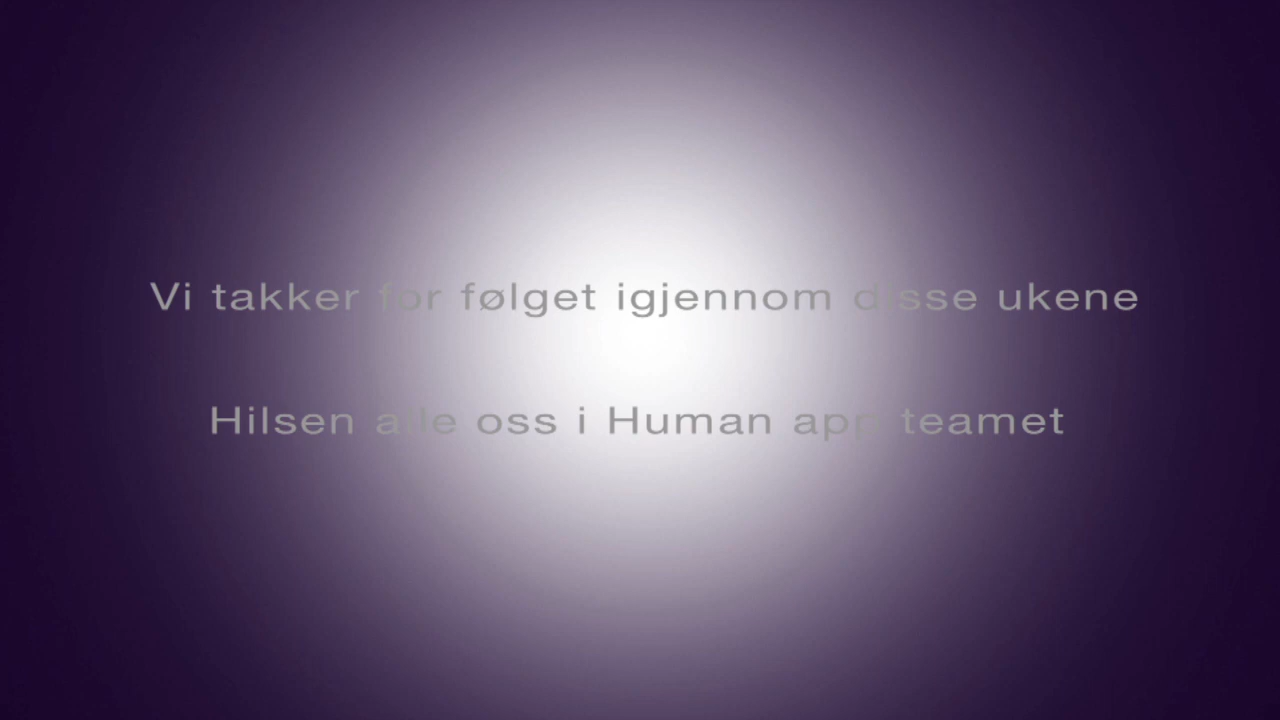 Vi takker for følget igjennom disse ukene
Hilsen alle oss i Human app teamet